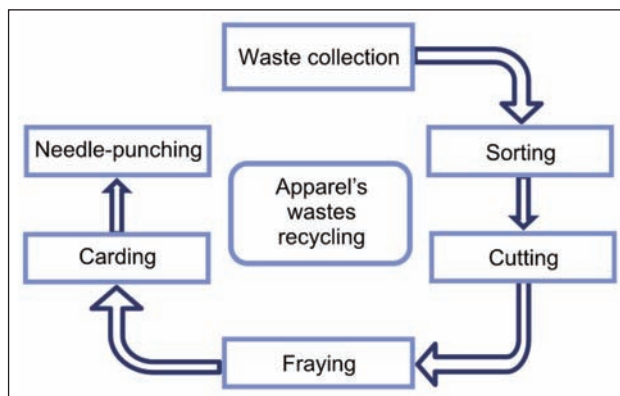 Waste collection
Sorting
Cutting
Fraying
Carding
Needle-punching
Apparel's
wastes
recycling